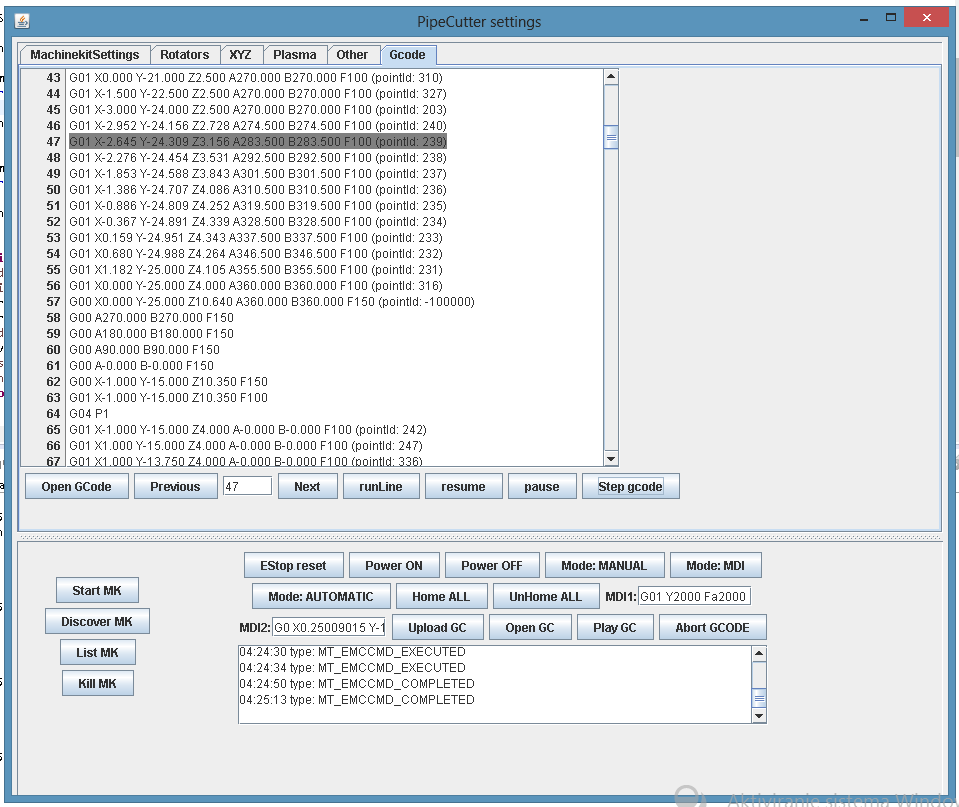 PipeCutter settings
MachinekitSettings Rotators XYZ Plasma Other Gcode
43 G01 X0.000 Y-21.000 Z2.500 A270.000 B270.000 F100 (pointId: 310)
44 G01 X-1.500 Y-22.500 Z2.500 A270.000 B270.000 F100 (pointId: 327)
45 G01 X-3.000 Y-24.000 Z2.500 A270.000 B270.000 F100 (pointId: 203)
46 G01 X-2.952 Y-24.156 Z2.728 A274.500 B274.500 F100 (pointId: 240)
47 G01 X-2.645 Y-24.309 Z3.156 A283.500 B283.500 F100 (pointId: 239)
48 G01 X-2.276 Y-24.454 Z3.531 A292.500 B292.500 F100 (pointId: 238)
49 G01 X-1.853 Y-24.588 Z3.843 A301.500 B301.500 F100 (pointId: 237)
50 G01 X-1.386 Y-24.707 Z4.086 A310.500 B310.500 F100 (pointId: 236)
51 G01 X-0.886 Y-24.809 Z4.252 A319.500 B319.500 F100 (pointId: 235)
52 G01 X-0.367 Y-24.891 Z4.339 A328.500 B328.500 F100 (pointId: 234)
53 G01 X0.159 Y-24.951 Z4.343 A337.500 B337.500 F100 (pointId: 233)
54 G01 X0.680 Y-24.988 Z4.264 A346.500 B346.500 F100 (pointId: 232)
55 G01 X1.182 Y-25.000 Z4.105 A355.500 B355.500 F100 (pointId: 231)
56 G01 X0.000 Y-25.000 Z4.000 A360.000 B360.000 F100 (pointId: 316)
57 G00 X0.000 Y-25.000 Z10.640 A360.000 B360.000 F150 (pointId: -100000)
58 G00 A270.000 B270.000 F150
59 G00 A180.000 B180.000 F150
60 G00 A90.000 B90.000 F150
61 G00 A-0.000 B-0.000 F150
62 G00 X-1.000 Y-15.000 Z10.350 F150
63 G01 X-1.000 Y-15.000 Z10.350 F100
64 G04 P1
65 G01 X-1.000 Y-15.000 Z4.000 A-0.000 B-0.000 F100 (pointId: 242)
66 G01 X1.000 Y-15.000 Z4.000 A-0.000 B-0.000 F100 (pointId: 247)
67 G01 X1.000 Y-13.750 Z4.000 A-0.000 B-0.000 F100 (pointId: 336)
Open GCode Previous 47 Next runLine resume pause Step gcode
EStop reset Power ON Power OFF Mode: MANUAL Mode: MDI
Start MK
Mode: AUTOMATIC Home ALL UnHome ALL MDI1: G01 Y2000 Fa2000
Discover MK
MDI2: G0 X0.25009015 Y-1 Upload GC Open GC Play GC Abort GCODE
List MK
Kill MK
04:24:30 type: MT_EMCCMD_EXECUTED
04:24:34 type: MT_EMCCMD_EXECUTED
04:24:50 type: MT_EMCCMD_COMPLETED
04:25:13 type: MT_EMCCMD_COMPLETED